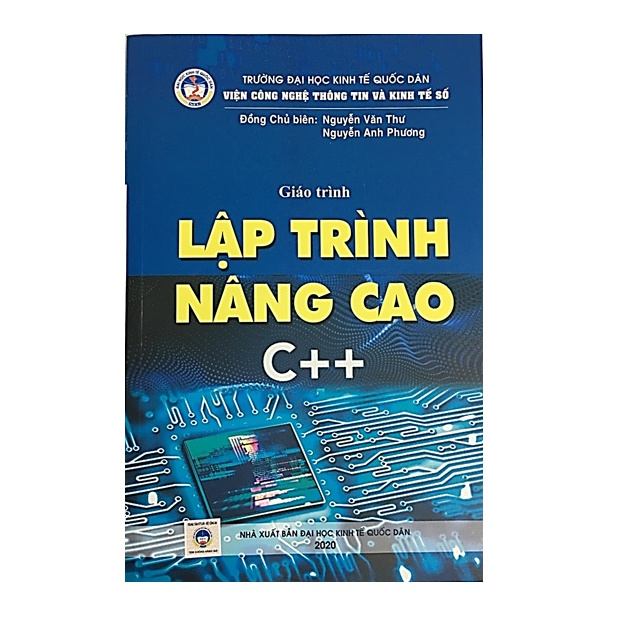 TRƯỜNG ĐẠI HỌC KINH TẾ QUỐC DÂN
VIỆN CÔNG NGHỆ THÔNG TIN VÀ KINH TẾ SỐ
Đồng Chủ biên: Nguyễn Văn Thư
Nguyễn Anh Phương
Giáo trình
LẬP TRÌNH
NÂNG CAO
C++
NHÀ XUẤT BẢN ĐẠI HỌC KINH TẾ QUỐC DÂN
2020